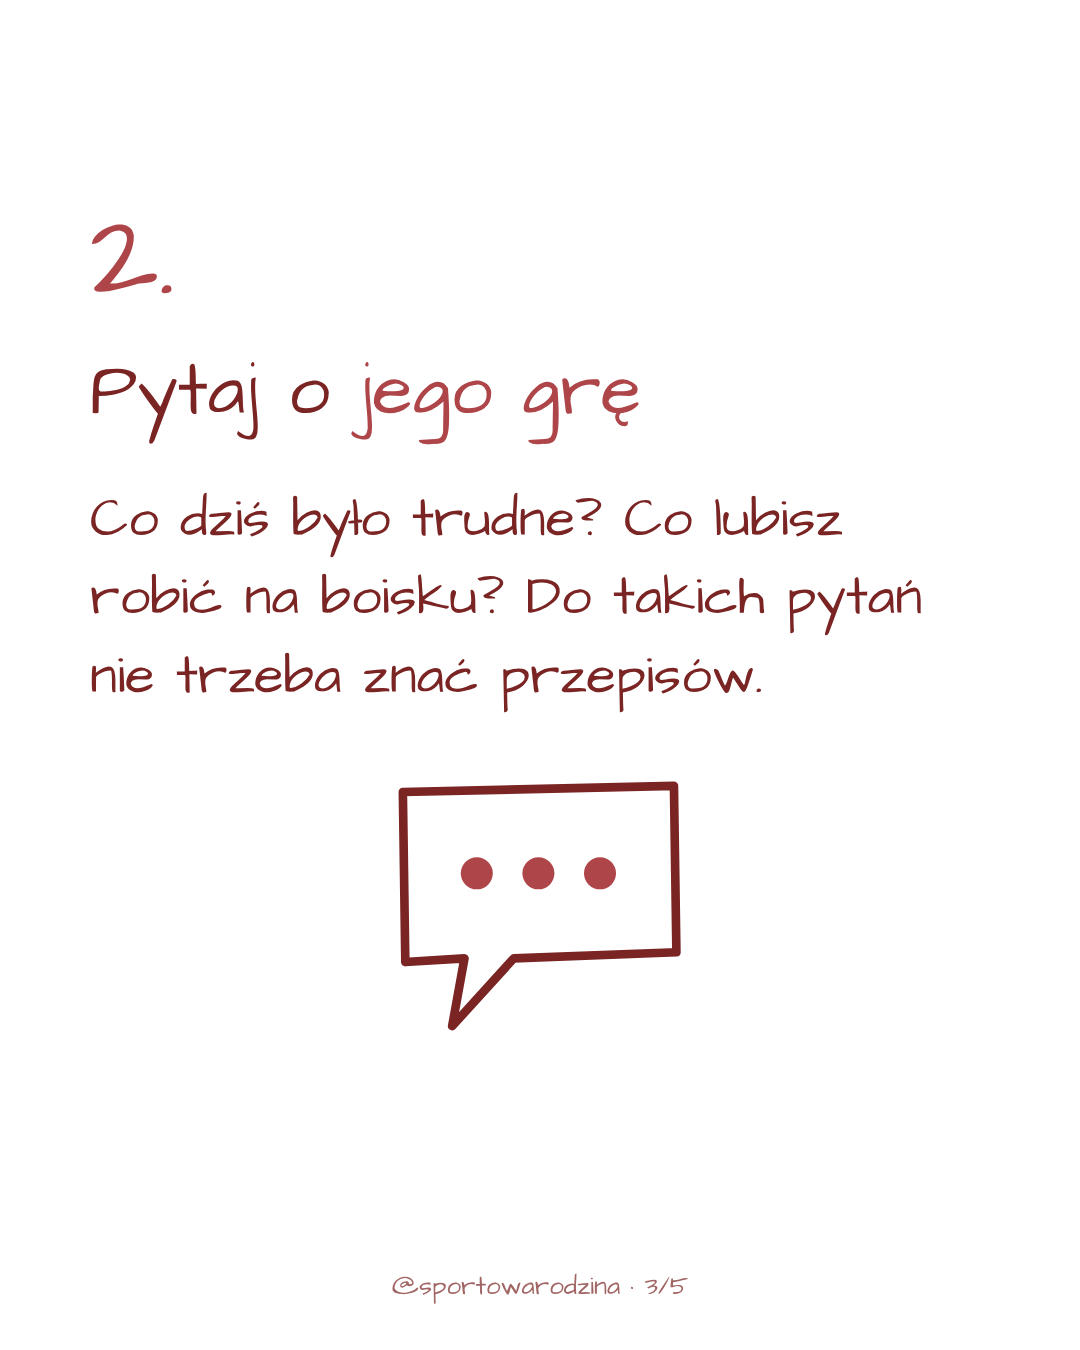 2.
Pytaj o jego grę
Co dziś było trudne? Co lubisz
robić na boisku? Do takich pytań
nie trzeba znać przepisów.
@sportowarodzina · 3/5